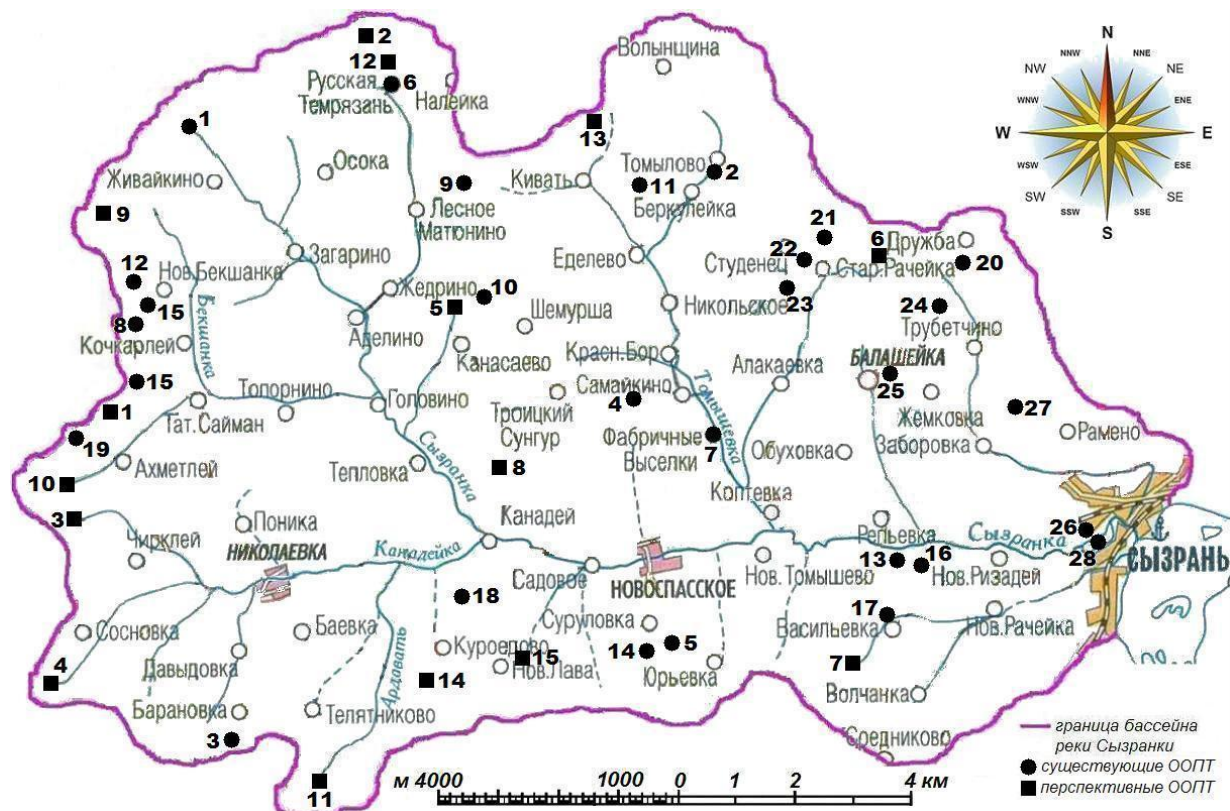 2
12
Русская
Темрязань
6
Налейка
Волынщина
N
NNW
NNE
NW
NE
WNW
ENE
W
E
WSW
ESE
SW
SE
SSW
SSE
S
1
Живайкино
Осока
13
Томылово
2
9
Кивать
11
Беркулейка
9
Лесное
Матюнино
12
Нов.Бекшанка
Загарино
Еделево
21
22
Студенец
6
Дружба
Стар.Рачейка
20
15
8
Бекшанка
Жедрино
5
10
Шемурша
Никольское
23
24
Трубетчино
Кочкарлей
Аделино
Канасаево
Красн.Бор
Алакаевка
БАЛАШЕЙКА
25
15
1
Топорнино
Тат.Сайман
Головино
Троицкий
Сунгур
Самайкино
4
Томышевка
Жемковка
27
19
Ахметлей
Сызранка
Тепловка
8
Фабричные
Выселки
7
Обуховка
Заборовка
Рамено
10
3
Чирклей
Поника
НИКОЛАЕВКА
Канадейка
Канадей
Коптевка
Репьевка
Сызранка
26
28
СЫЗРАНЬ
Садовое
НОВОСПАССКОЕ
Нов.Томышево
13
16
Нов.Ризадей
18
Сосновка
Баевка
Суруловка
17
Васильевка
Нов.Рачейка
4
Давыдовка
Ардавать
Куроедово
15
Нов.Лава
14
5
Юрьевка
7
Волчанка
14
Барановка
3
Телятниково
11
Средниково
м 4000
1000
0
1
2
4 км
граница бассейна
реки Сызранки
существующие ООПТ
перспективные ООПТ